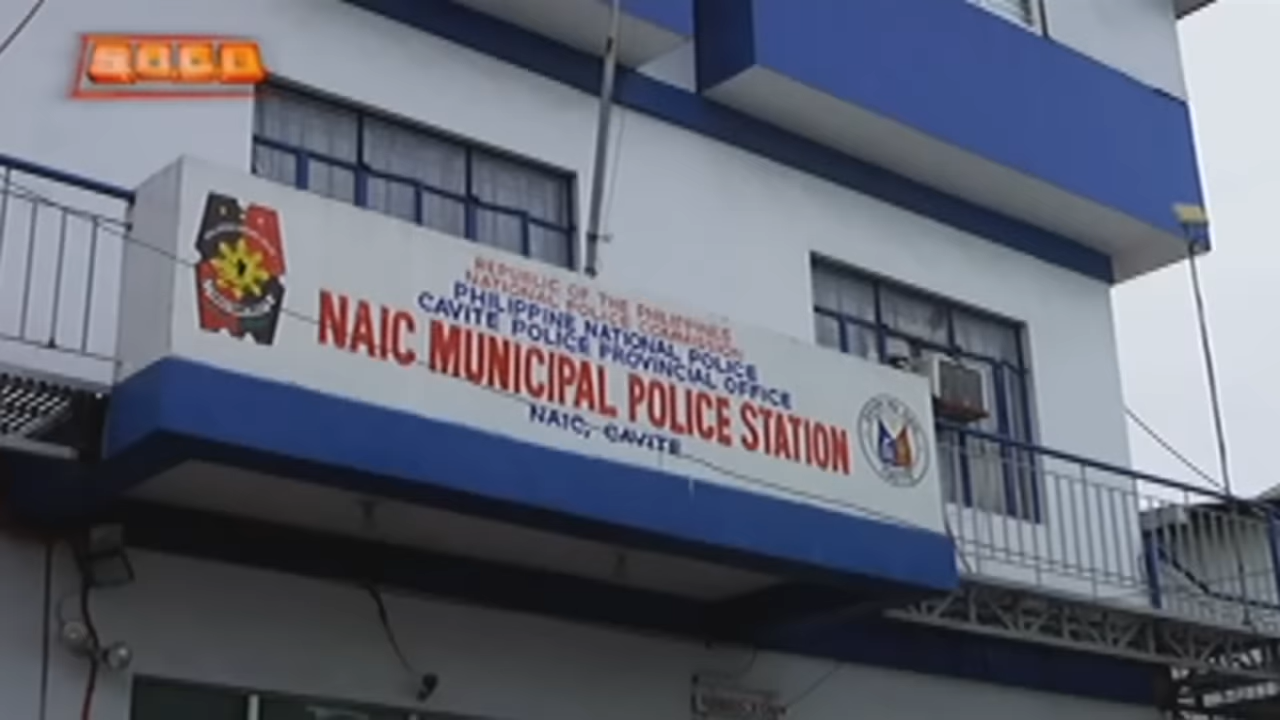 SOCO
REPUBLIC OF THE PHILIPPINES
NATIONAL POLICE COMMISSION
PHILIPPINE NATIONAL POLICE
CAVITE POLICE PROVINCIAL OFFICE
NAIC MUNICIPAL POLICE STATION
NAIC, CAVITE